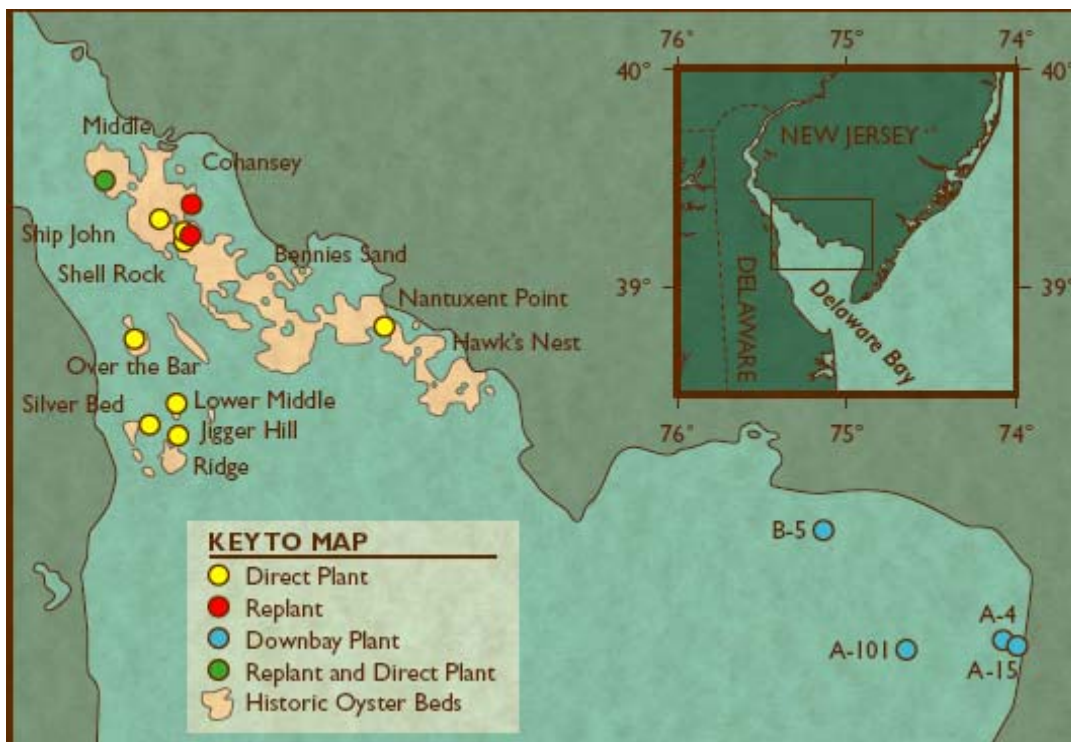 Middle
Cohansey
Ship John
Shell Rock
Bennies Sand
Nantuxent Point
Hawk's Nest
Over the Bar
Silver Bed
Lower Middle
Jigger Hill
Ridge
B-5
A-4
A-101
A-15
76°
75°
74°
40°
40°
NEW JERSEY
39°
39°
DELAWARE
Delaware Bay
76°
75°
74°
KEY TO MAP
Direct Plant
Replant
Downbay Plant
Replant and Direct Plant
Historic Oyster Beds